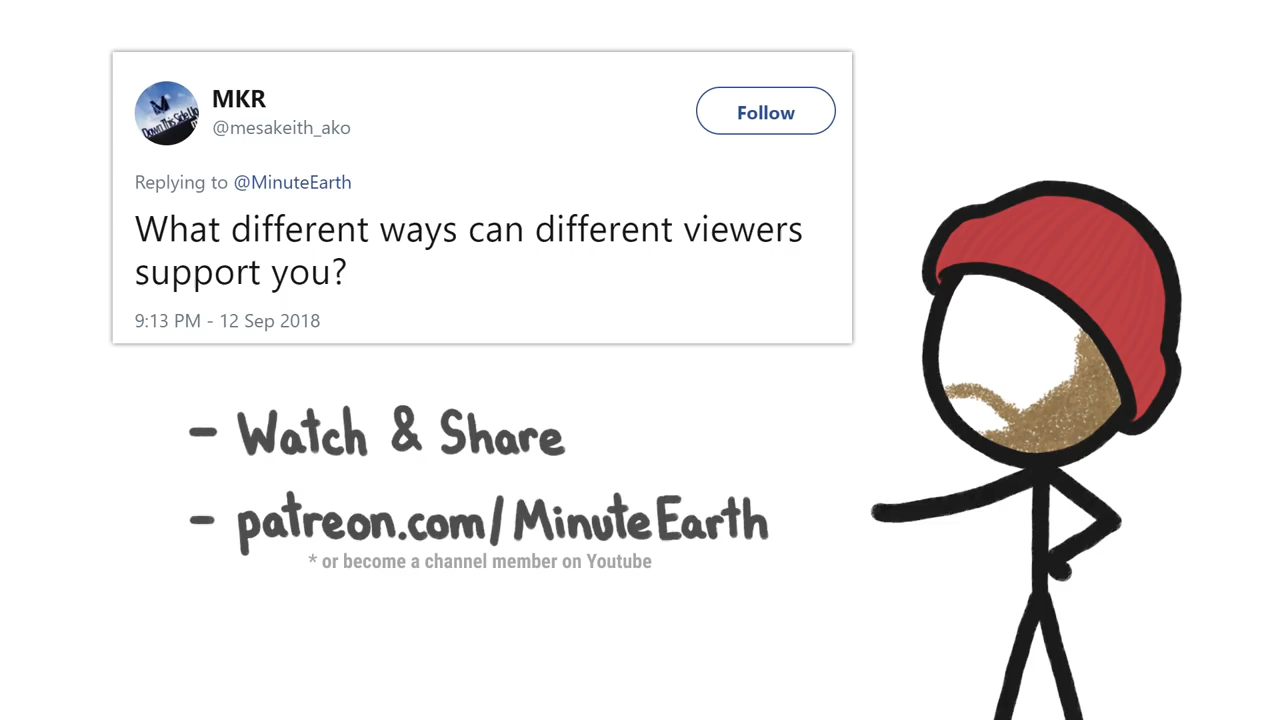 MKR
@mesakeith_ako
Follow
Replying to @MinuteEarth
What different ways can different viewers
support you?
9:13 PM - 12 Sep 2018
- Watch & Share
- patreon.com/MinuteEarth
* or become a channel member on Youtube